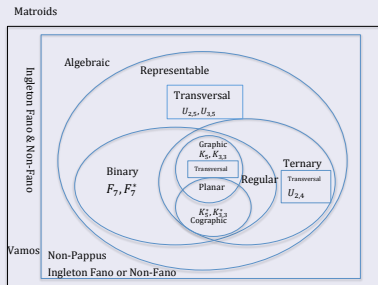 Matroids
Algebraic
Representable
Transversal
U₂,₅, U₃,₅
Graphic
K₅, K₃,₃
Transversal
Planar
Regular
K₅*, K₃,₃*
Cographic
Binary
F₇, F₇*
Ternary
Transversal
U₂,₄
Ingleton Fano & Non-Fano
Vamos
Non-Pappus
Ingleton Fano or Non-Fano